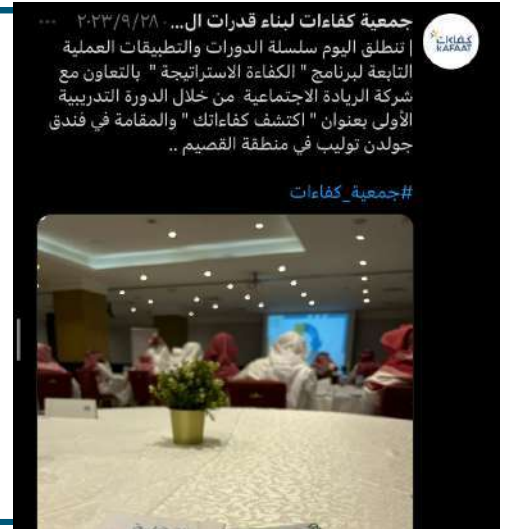 جمعية كفاءات لبناء قدرات ال... · ٢٠٢٣/٩/٢٨ ...
كفاءات
KAFAAT
| تنطلق اليوم سلسلة الدورات والتطبيقات العملية
التابعة لبرنامج " الكفاءة الاستراتيجة " بالتعاون مع
شركة الريادة الاجتماعية من خلال الدورة التدريبية
الأولى بعنوان " اكتشف كفاءاتك " والمقامة في فندق
جولدن توليب في منطقة القصيم ..
#جمعية_كفاءات